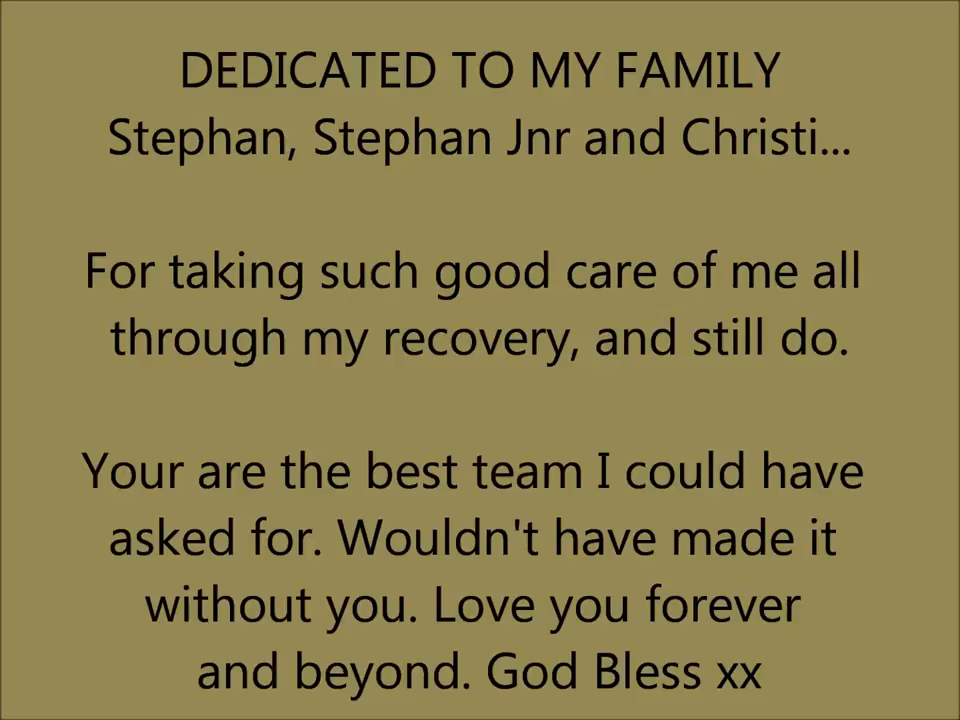 DEDICATED TO MY FAMILY
Stephan, Stephan Jnr and Christi...
For taking such good care of me all
through my recovery, and still do.
Your are the best team I could have
asked for. Wouldn't have made it
without you. Love you forever
and beyond. God Bless xx